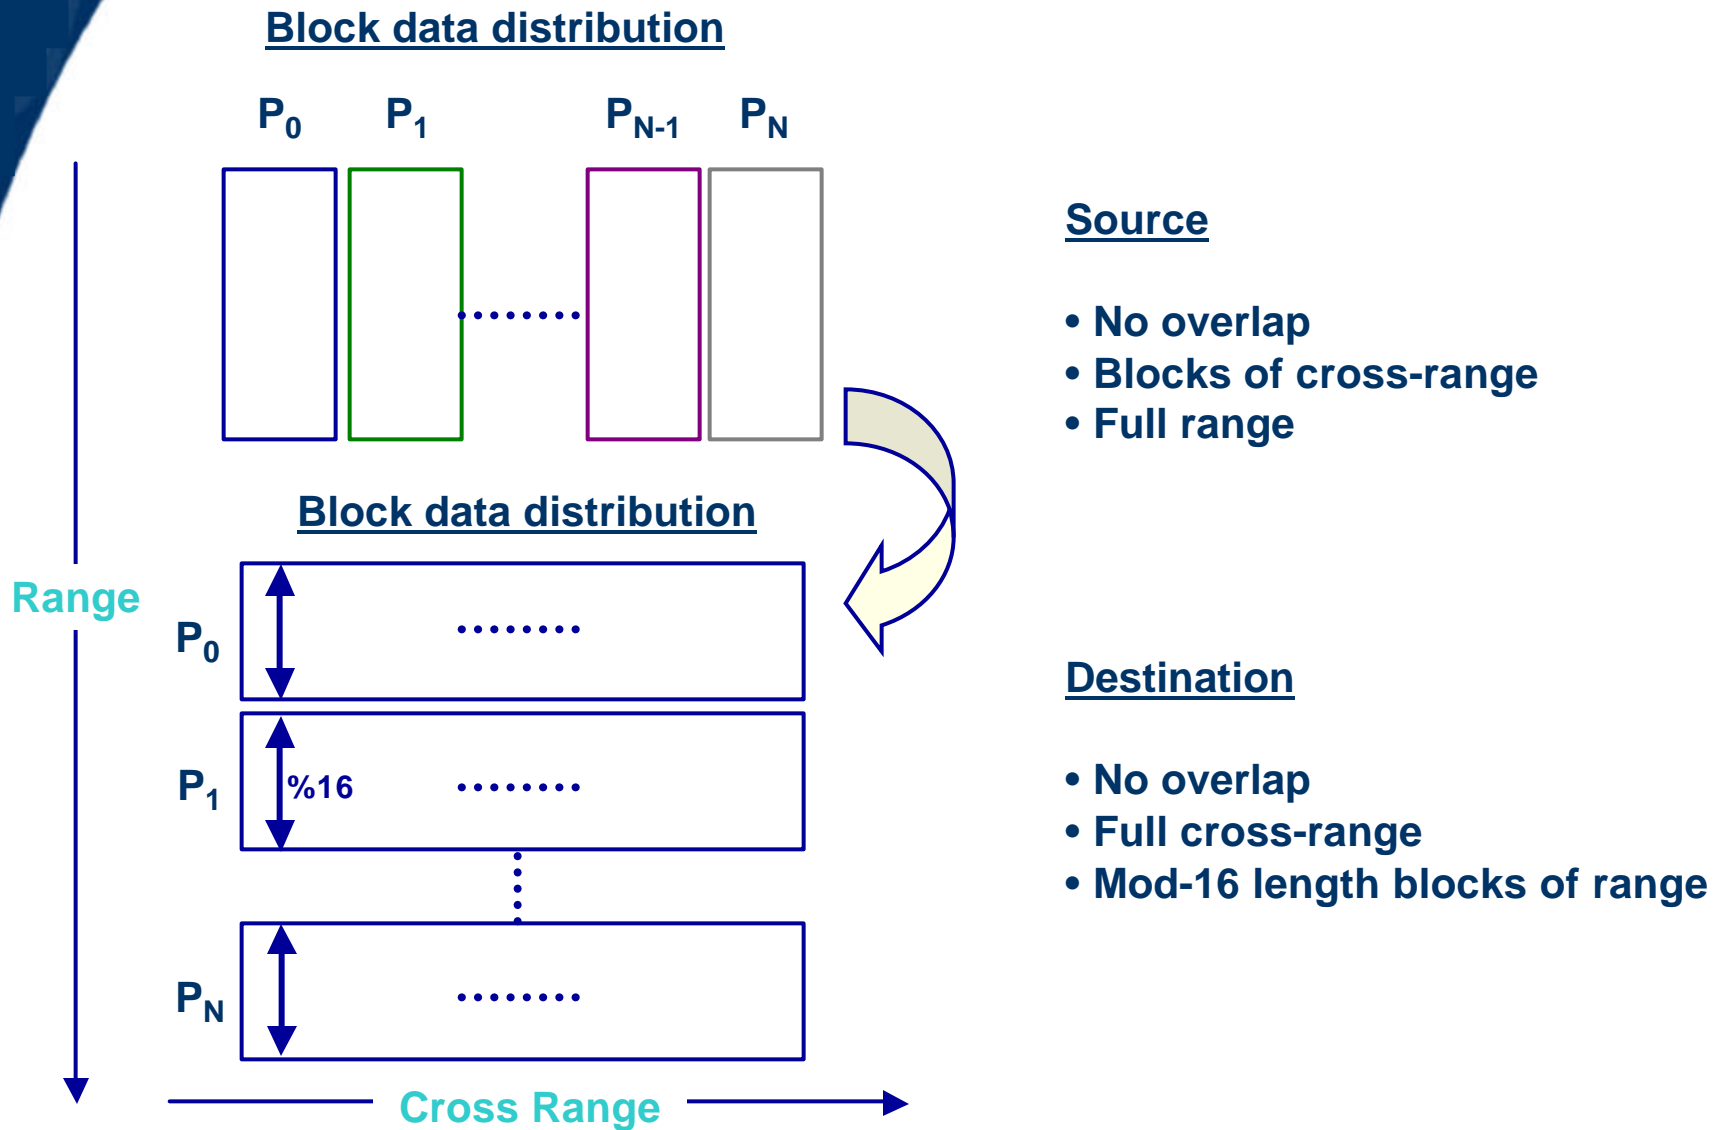 Block data distribution
P0 P1 PN-1 PN
Source
• No overlap
• Blocks of cross-range
• Full range
Block data distribution
Range
P0
P1 %16
PN
Destination
• No overlap
• Full cross-range
• Mod-16 length blocks of range
Cross Range